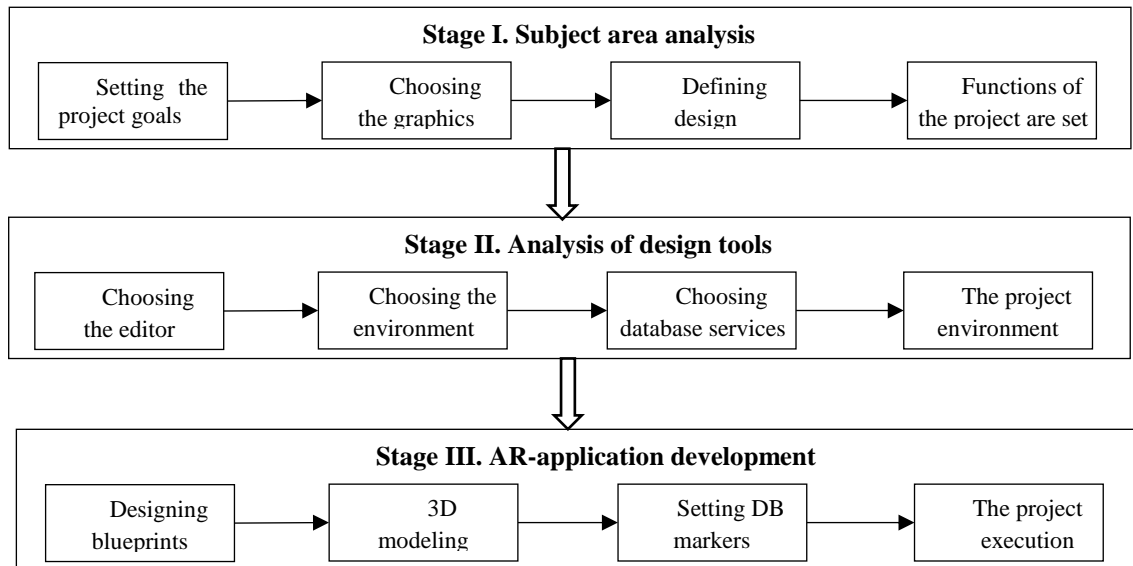 Stage I. Subject area analysis
Setting the
project goals
Choosing
the graphics
Defining
design
Functions of
the project are set
Stage II. Analysis of design tools
Choosing
the editor
Choosing the
environment
Choosing
database services
The project
environment
Stage III. AR-application development
Designing
blueprints
3D
modeling
Setting DB
markers
The project
execution